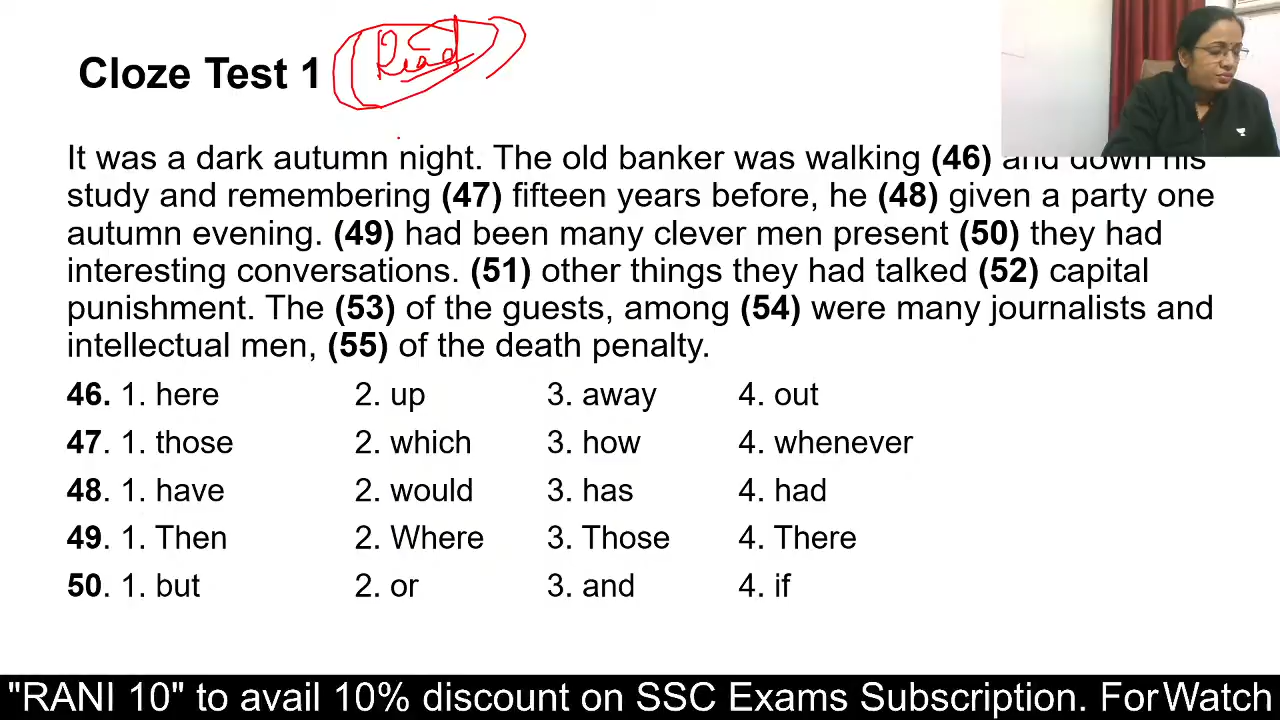 Cloze Test 1 Read
It was a dark autumn night. The old banker was walking (46) and down his
study and remembering (47) fifteen years before, he (48) given a party one
autumn evening. (49) had been many clever men present (50) they had
interesting conversations. (51) other things they had talked (52) capital
punishment. The (53) of the guests, among (54) were many journalists and
intellectual men, (55) of the death penalty.
46. 1. here 2. up 3. away 4. out
47. 1. those 2. which 3. how 4. whenever
48. 1. have 2. would 3. has 4. had
49. 1. Then 2. Where 3. Those 4. There
50. 1. but 2. or 3. and 4. if
"RANI 10" to avail 10% discount on SSC Exams Subscription. For Watch